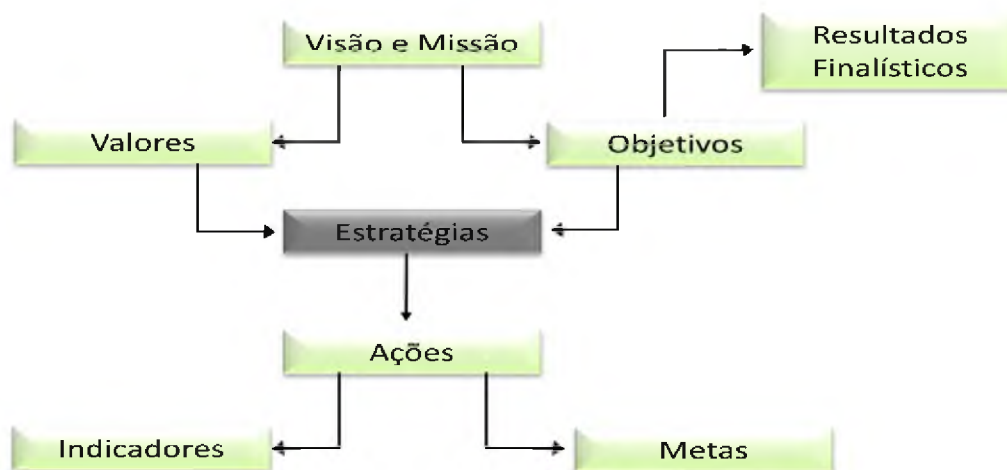 Visão e Missão
Resultados
Finalísticos
Valores
Objetivos
Estratégias
Ações
Indicadores
Metas